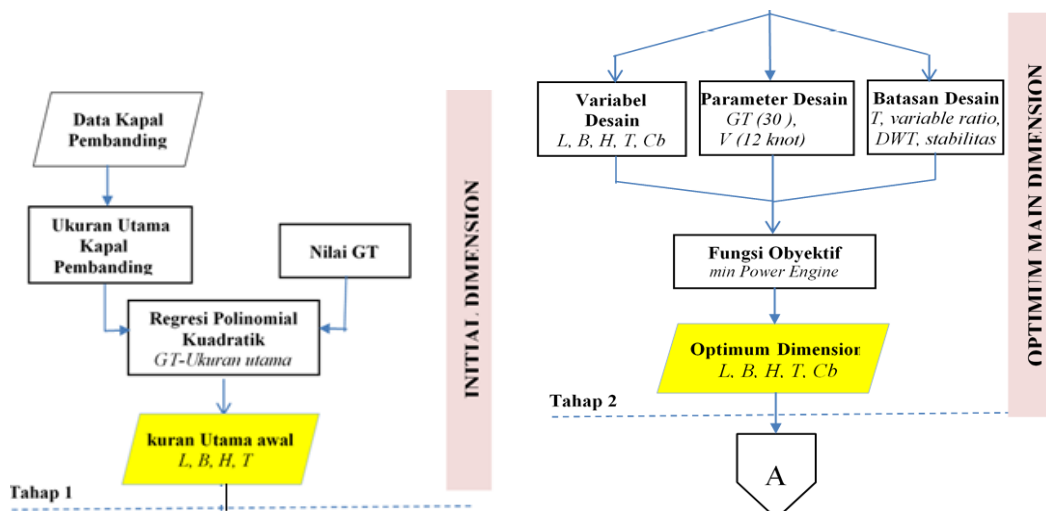 Data Kapal
Pembanding
Ukuran Utama
Kapal
Pembanding
Nilai GT
Regresi Polinomial
Kuadratik
GT-Ukuran utama
kuran Utama awal
L, B, H, T
Tahap 1
INITIAL DIMENSION
Variabel
Desain
L, B, H, T, Cb
Parameter Desain
GT (30 ),
V (12 knot)
Batasan Desain
T, variable ratio,
DWT, stabilitas
Fungsi Obyektif
min Power Engine
Optimum Dimension
L, B, H, T, Cb
Tahap 2
A
OPTIMUM MAIN DIMENSION